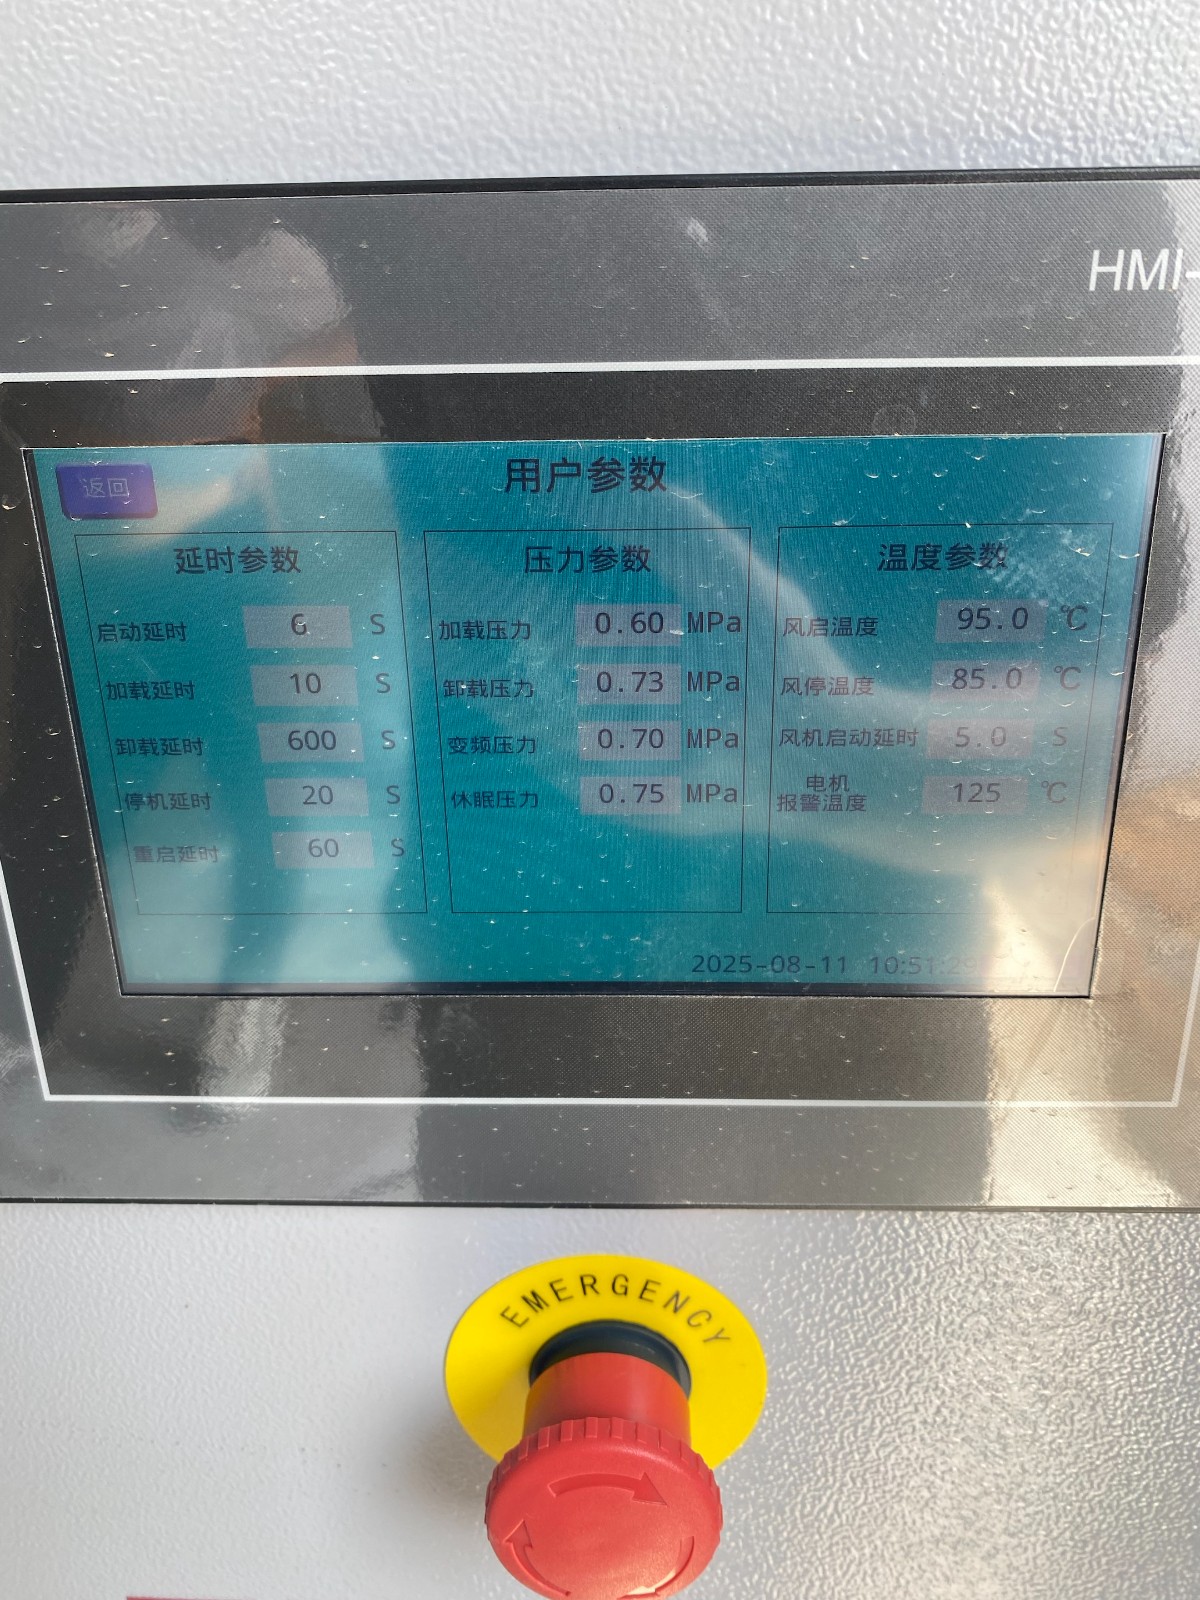 HMI-
返回
用户参数
延时参数
启动延时 6 S
加载延时 10 S
卸载延时 600 S
停机延时 20 S
重启延时 60 S
压力参数
加载压力 0.60 MPa
卸载压力 0.73 MPa
变频压力 0.70 MPa
休眠压力 0.75 MPa
温度参数
风启温度 95.0 ℃
风停温度 85.0 ℃
风机启动延时 5.0 S
电机
报警温度 125 ℃
2025-08-11 10:51:29
EMERGENCY